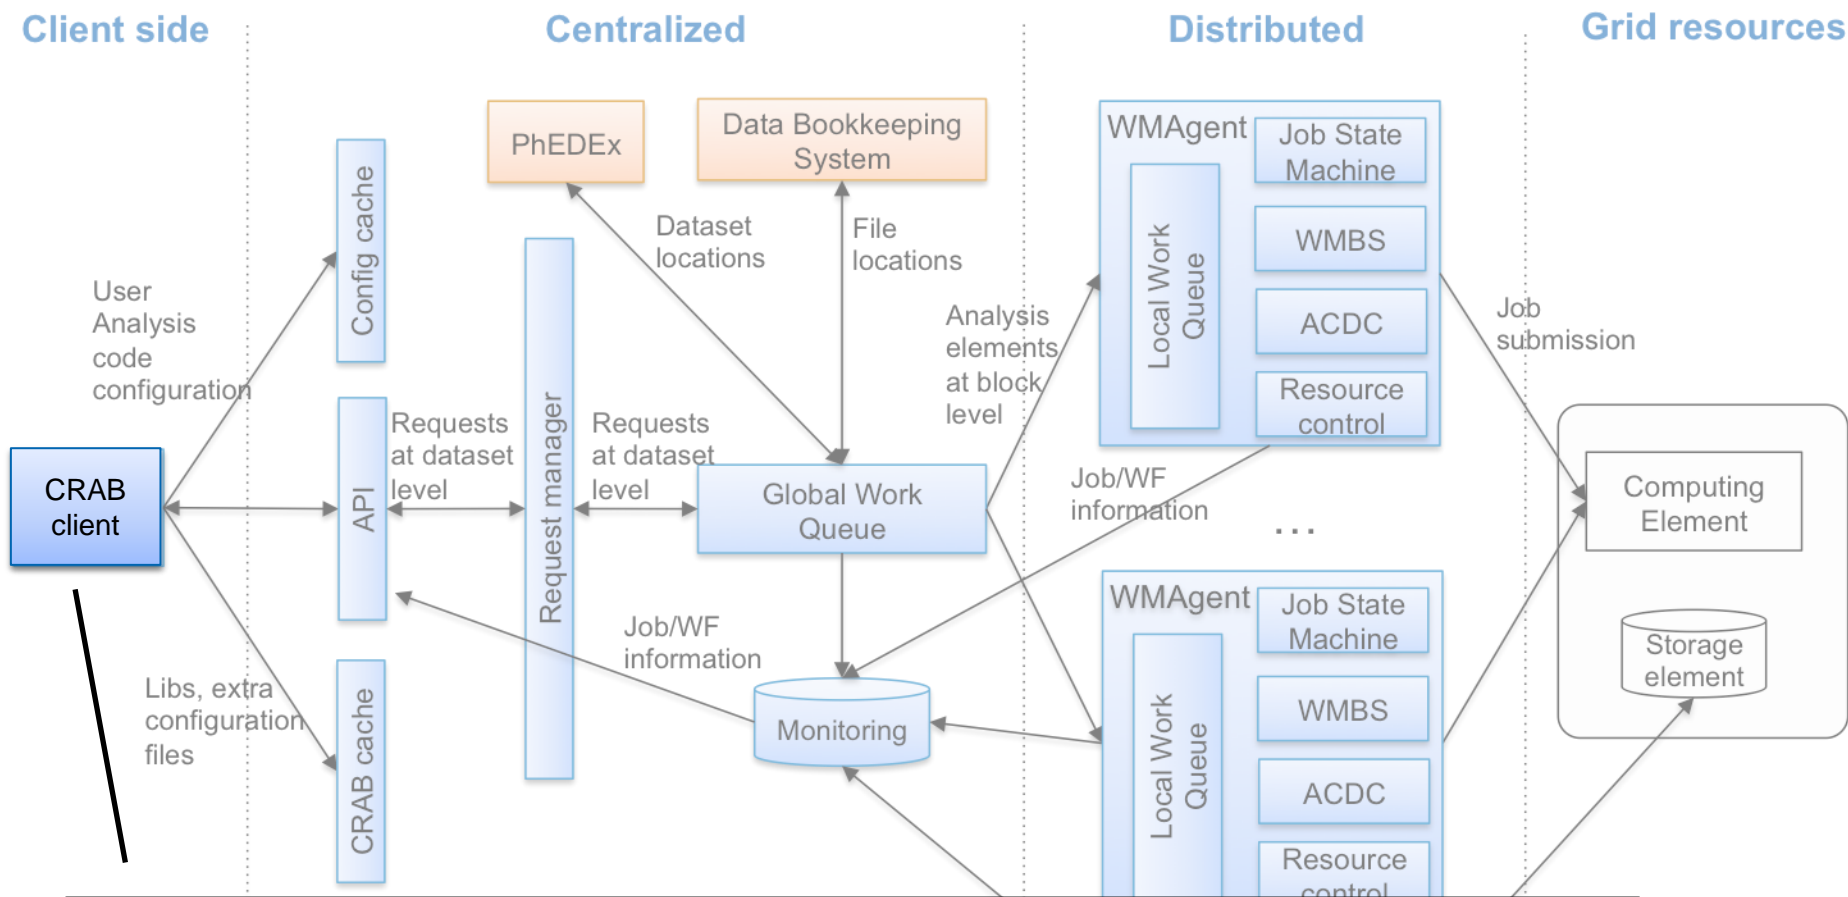 Client side
Centralized
Distributed
Grid resources
PhEDEx
Data Bookkeeping
System
Config cache
Dataset
locations
File
locations
User
Analysis
code
configuration
CRAB
client
API
Requests
at dataset
level
Request manager
Requests
at dataset
level
Global Work
Queue
Analysis
elements
at block
level
WMAgent
Local Work
Queue
Job State
Machine
WMBS
ACDC
Resource
control
Job
submission
Computing
Element
Storage
element
Job/WF
information
...
Job/WF
information
Monitoring
Libs, extra
configuration
files
CRAB cache
WMAgent
Local Work
Queue
Job State
Machine
WMBS
ACDC
Resource
control